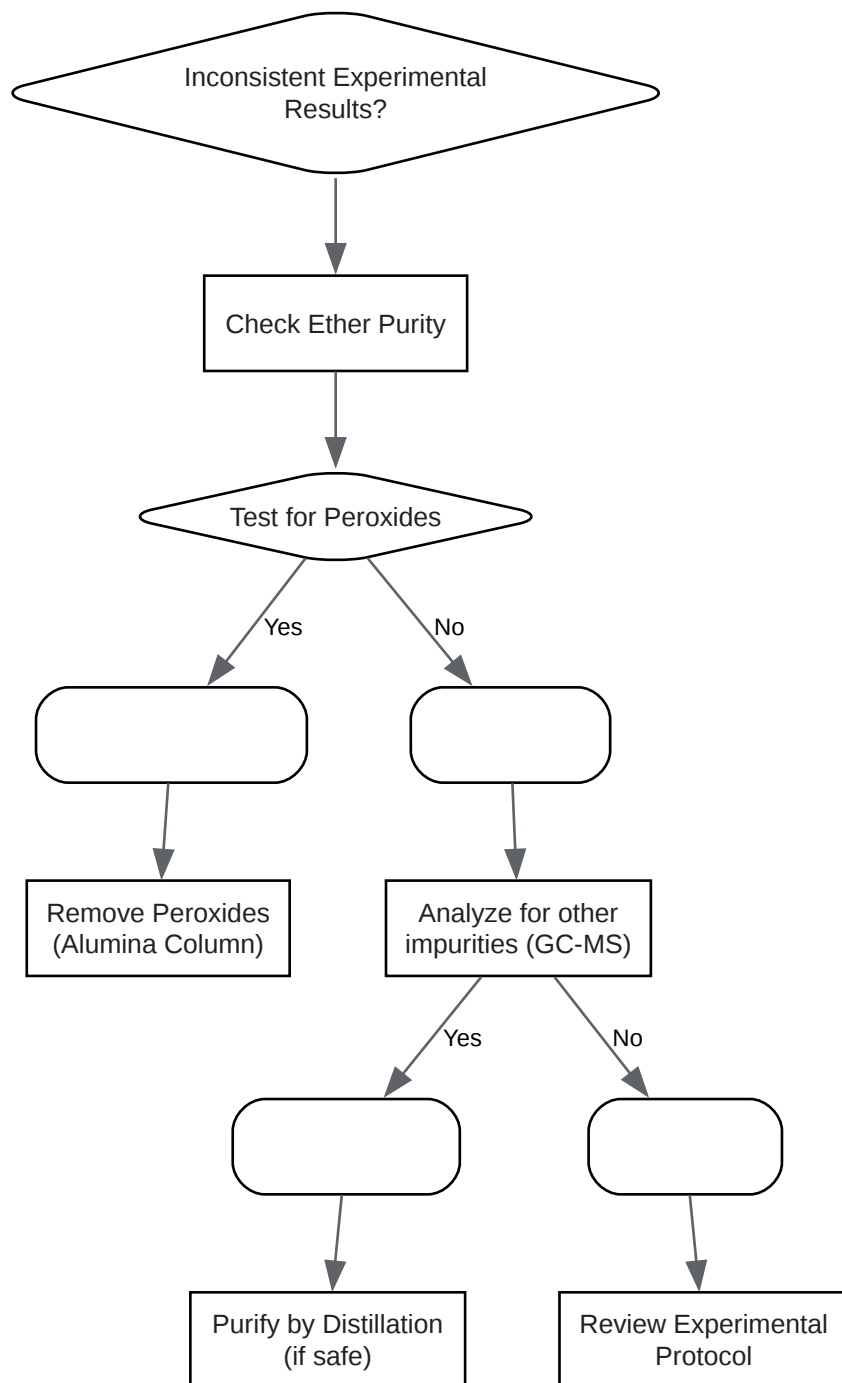 Inconsistent Experimental
Results?
Check Ether Purity
Test for Peroxides
Yes
No
Remove Peroxides
(Alumina Column)
Analyze for other
impurities (GC-MS)
Yes
No
Purify by Distillation
(if safe)
Review Experimental
Protocol